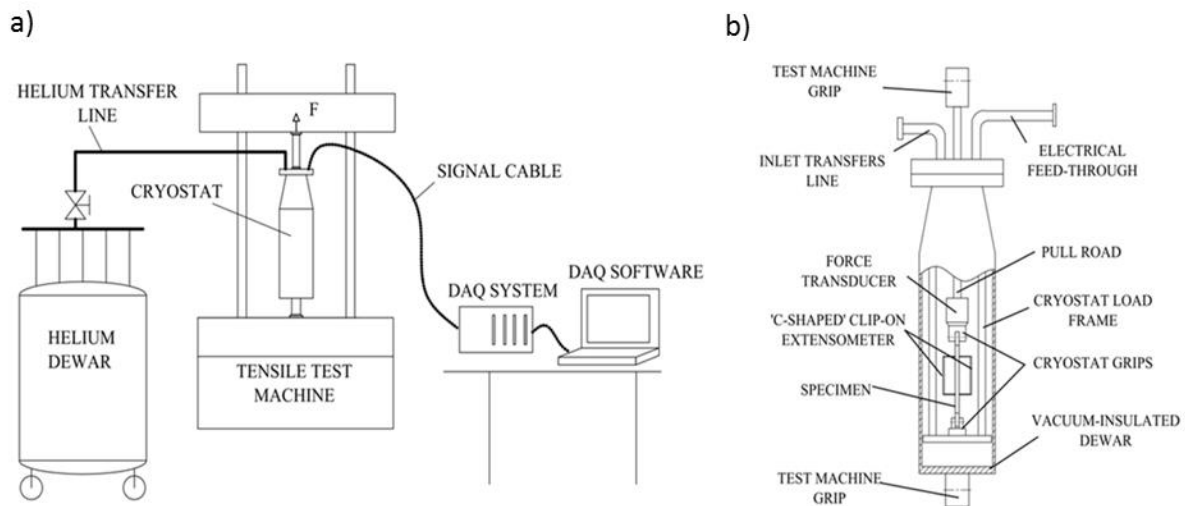 a)
HELIUM TRANSFER
LINE
F
CRYOSTAT
SIGNAL CABLE
DAQ SYSTEM
DAQ SOFTWARE
HELIUM
DEWAR
TENSILE TEST
MACHINE
b)
TEST MACHINE
GRIP
INLET TRANSFERS
LINE
ELECTRICAL
FEED-THROUGH
PULL ROAD
FORCE
TRANSDUCER
CRYOSTAT LOAD
FRAME
'C-SHAPED' CLIP-ON
EXTENSOMETER
CRYOSTAT GRIPS
SPECIMEN
VACUUM-INSULATED
DEWAR
TEST MACHINE
GRIP